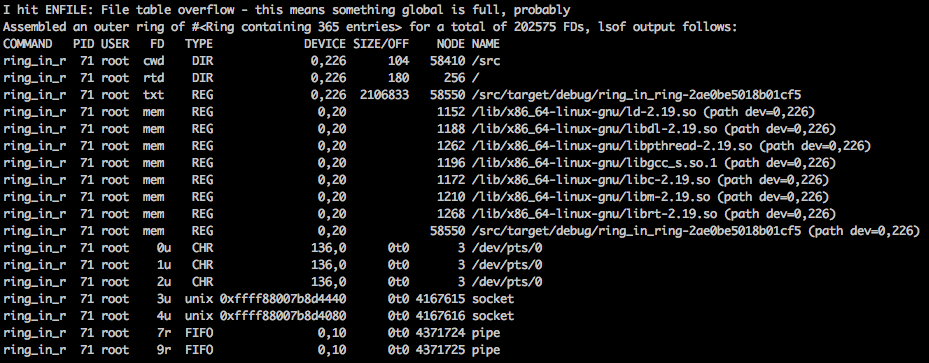 I hit ENFILE: File table overflow - this means something global is full, probably
Assembled an outer ring of #<Ring containing 365 entries> for a total of 202575 FDs, lsof output follows:
COMMAND PID USER FD TYPE DEVICE SIZE/OFF NODE NAME
ring_in_r 71 root cwd DIR 0,226 104 58410 /src
ring_in_r 71 root rtd DIR 0,226 180 256 /
ring_in_r 71 root txt REG 0,226 2106833 58550 /src/target/debug/ring_in_ring-2ae0be5018b01cf5
ring_in_r 71 root mem REG 0,20 1152 /lib/x86_64-linux-gnu/ld-2.19.so (path dev=0,226)
ring_in_r 71 root mem REG 0,20 1188 /lib/x86_64-linux-gnu/libdl-2.19.so (path dev=0,226)
ring_in_r 71 root mem REG 0,20 1262 /lib/x86_64-linux-gnu/libpthread-2.19.so (path dev=0,226)
ring_in_r 71 root mem REG 0,20 1196 /lib/x86_64-linux-gnu/libgcc_s.so.1 (path dev=0,226)
ring_in_r 71 root mem REG 0,20 1172 /lib/x86_64-linux-gnu/libc-2.19.so (path dev=0,226)
ring_in_r 71 root mem REG 0,20 1210 /lib/x86_64-linux-gnu/libm-2.19.so (path dev=0,226)
ring_in_r 71 root mem REG 0,20 1268 /lib/x86_64-linux-gnu/librt-2.19.so (path dev=0,226)
ring_in_r 71 root mem REG 0,20 58550 /src/target/debug/ring_in_ring-2ae0be5018b01cf5 (path dev=0,226)
ring_in_r 71 root 0u CHR 136,0 0t0 3 /dev/pts/0
ring_in_r 71 root 1u CHR 136,0 0t0 3 /dev/pts/0
ring_in_r 71 root 2u CHR 136,0 0t0 3 /dev/pts/0
ring_in_r 71 root 3u unix 0xffff88007b8d4440 0t0 4167615 socket
ring_in_r 71 root 4u unix 0xffff88007b8d4080 0t0 4167616 socket
ring_in_r 71 root 7r FIFO 0,10 0t0 4371724 pipe
ring_in_r 71 root 9r FIFO 0,10 0t0 4371725 pipe